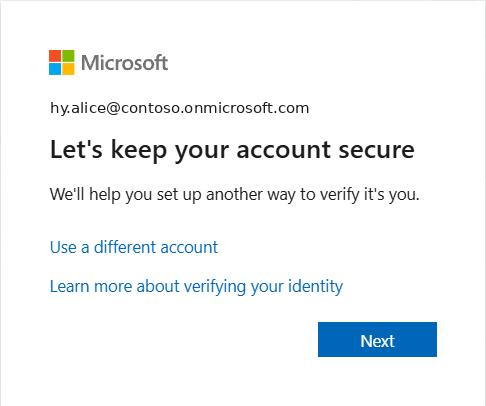 Microsoft
hy.alice@contoso.onmicrosoft.com
Let's keep your account secure
We'll help you set up another way to verify it's you.
Use a different account
Learn more about verifying your identity
Next